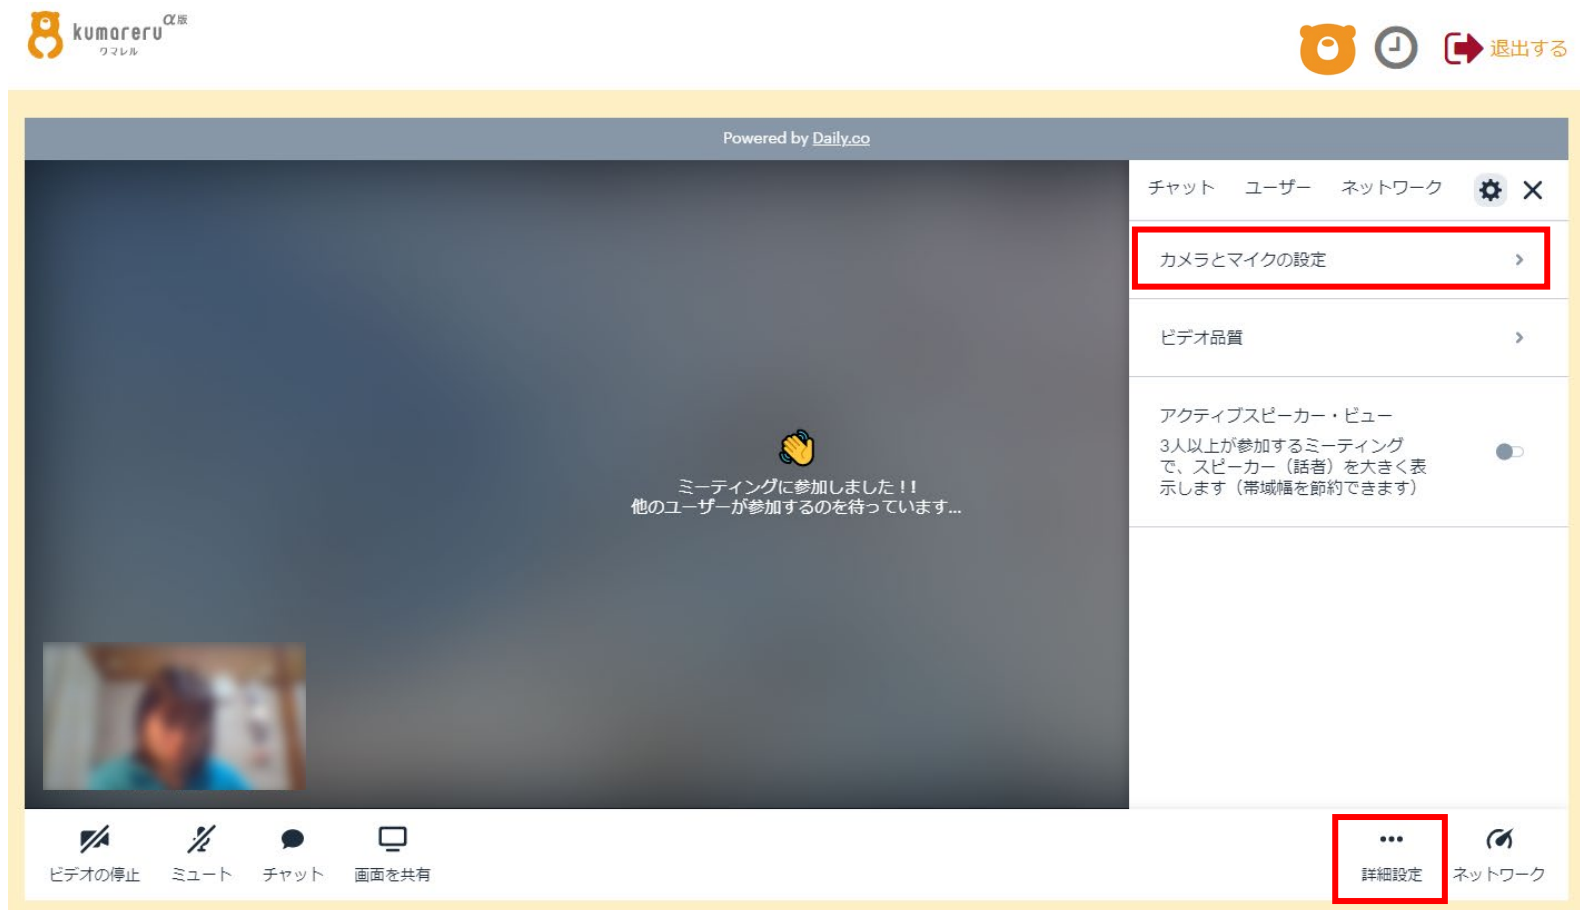 kumareru α版
クマレル
退出する
Powered by Daily.co
チャット ユーザー ネットワーク
カメラとマイクの設定
ビデオ品質
アクティブスピーカー・ビュー
3人以上が参加するミーティング
で、スピーカー（話者）を大きく表
示します（帯域幅を節約できます）
ミーティングに参加しました！！
他のユーザーが参加するのを待っています...
ビデオの停止 ミュート チャット 画面を共有 詳細設定 ネットワーク